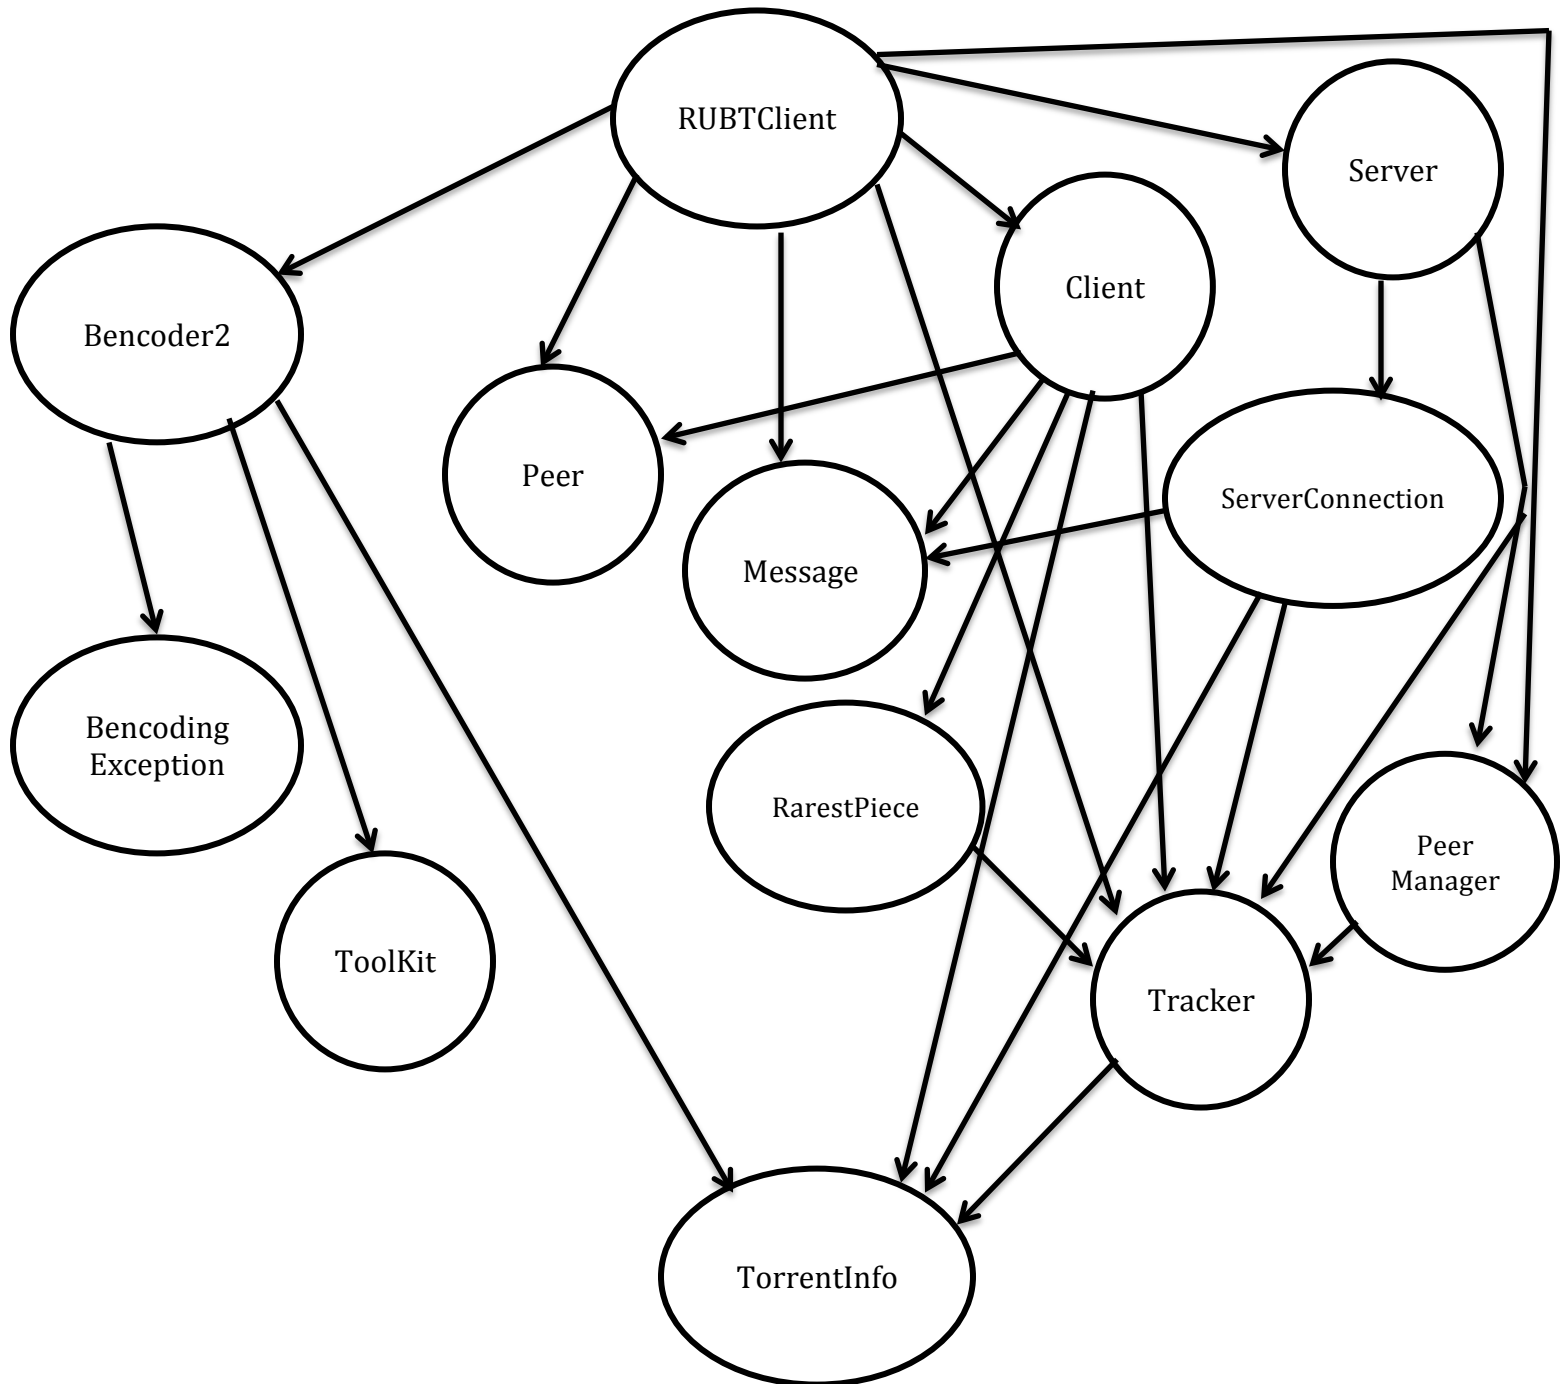 RUBTClient
Server
Client
Bencoder2
Peer
ServerConnection
Message
Bencoding
Exception
RarestPiece
Peer
Manager
ToolKit
Tracker
TorrentInfo